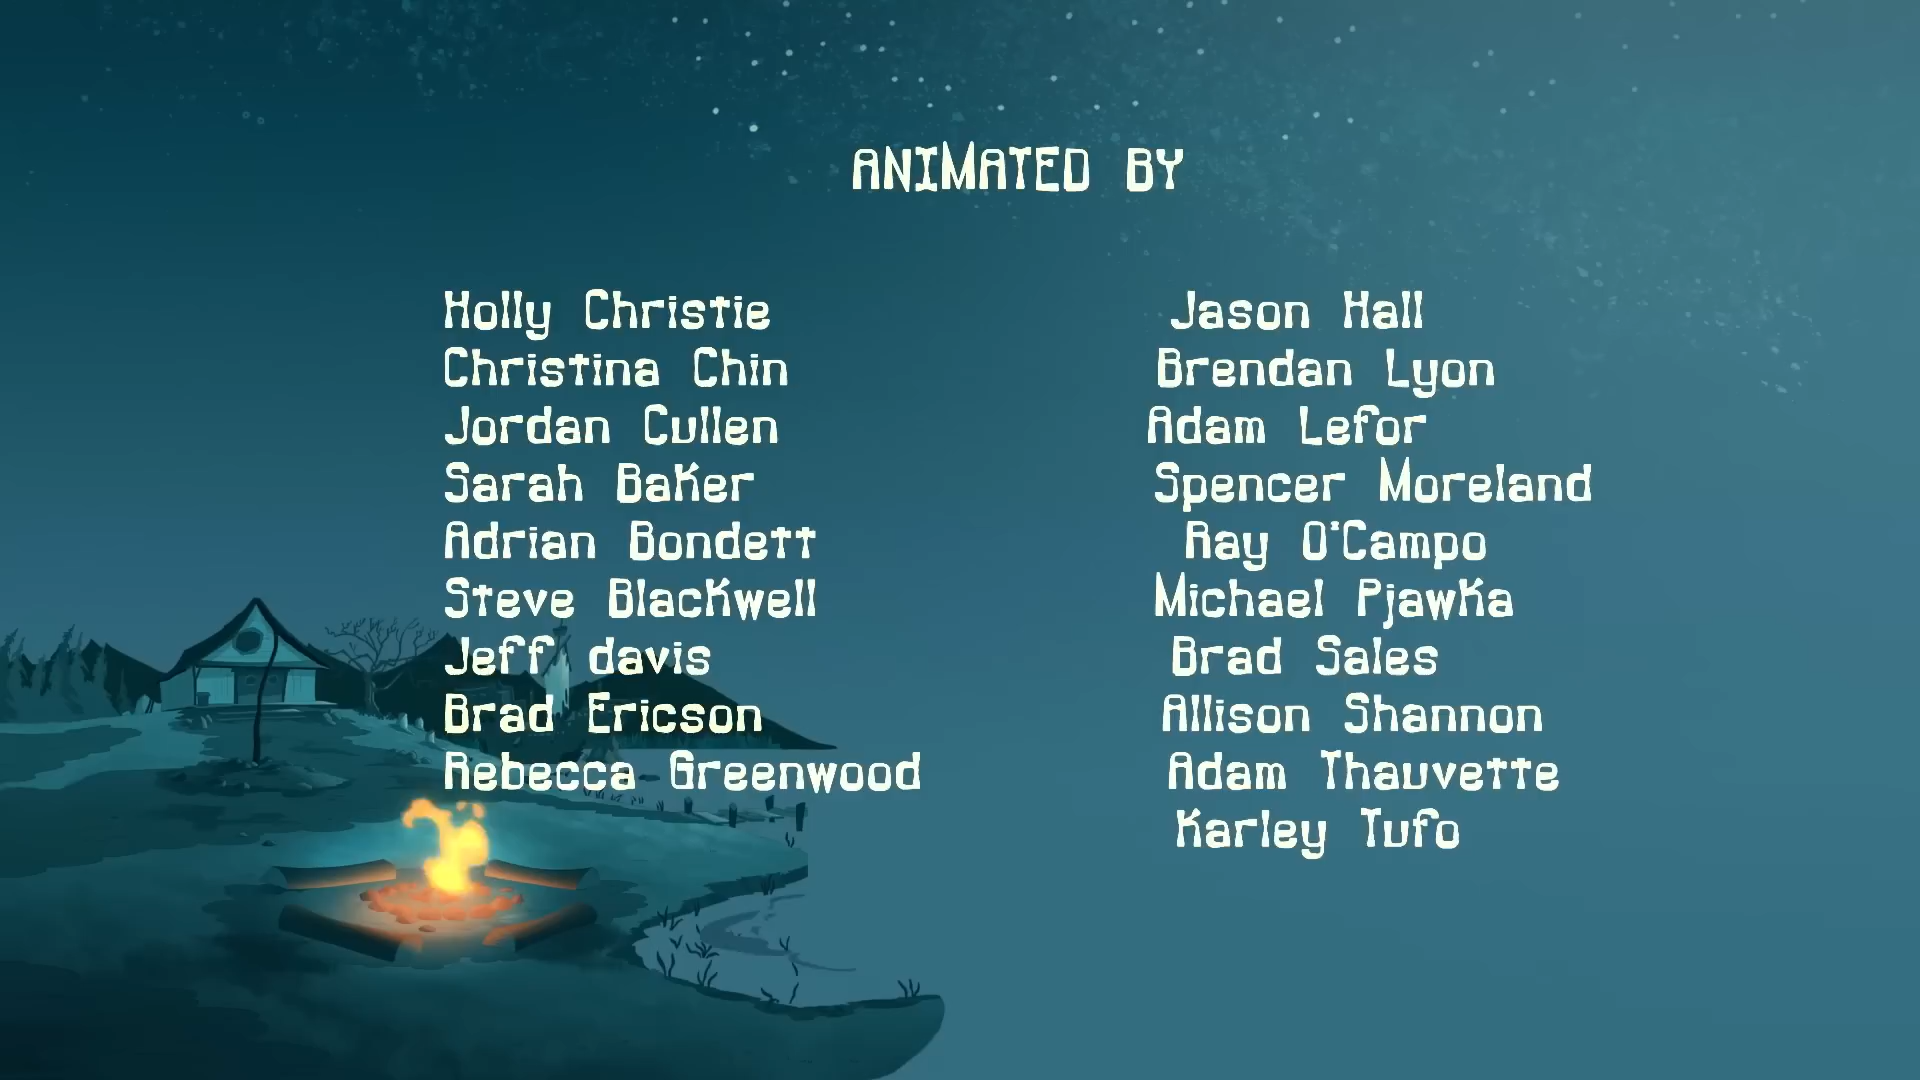 ANIMATED BY
Holly Christie
Christina Chin
Jordan Cullen
Sarah Baker
Adrian Bondett
Steve Blackwell
Jeff davis
Brad Ericson
Rebecca Greenwood
Jason Hall
Brendan Lyon
Adam Lefor
Spencer Moreland
Ray O'Campo
Michael Pjawka
Brad Sales
Allison Shannon
Adam Thauvette
Karley Tufo